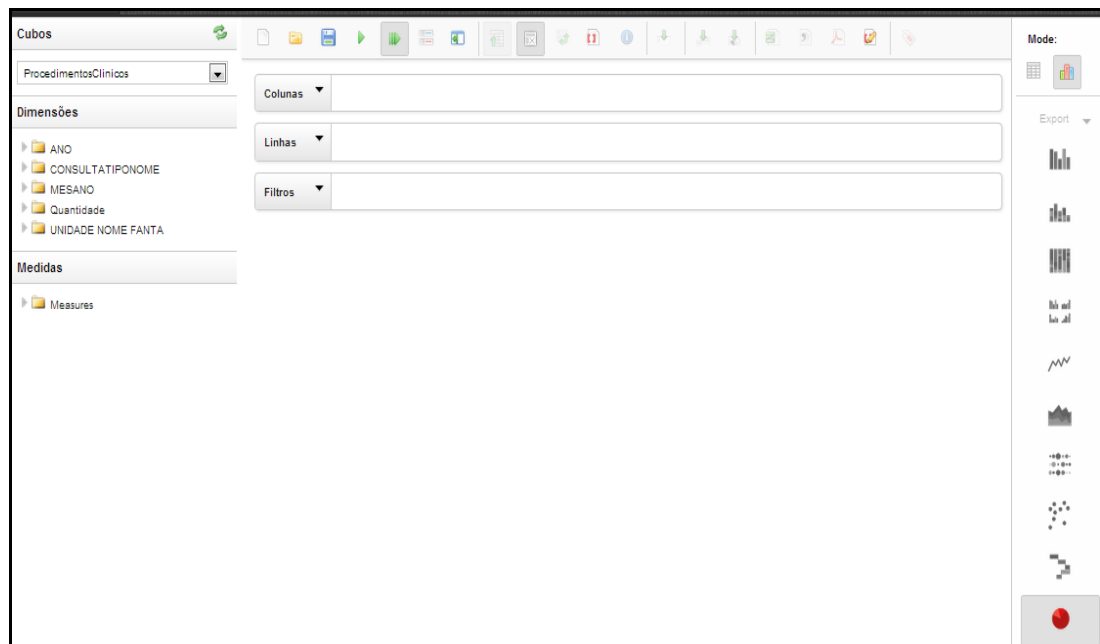 Cubos
ProcedimentosClinicos
Dimensões
ANO
CONSULTATIPONOME
MESANO
Quantidade
UNIDADE NOME FANTA
Medidas
Measures
Colunas
Linhas
Filtros
Mode:
Export